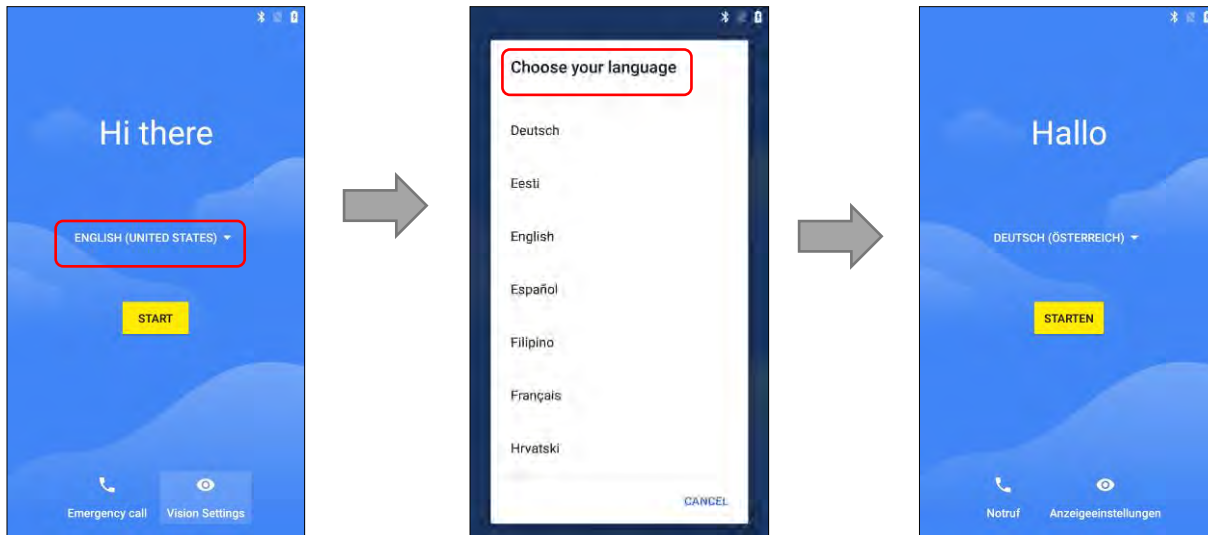 Hi there
ENGLISH (UNITED STATES)
START
Emergency call
Vision Settings
Choose your language
Deutsch
Eesti
English
Español
Filipino
Français
Hrvatski
CANCEL
Hallo
DEUTSCH (ÖSTERREICH)
STARTEN
Notruf
Anzeigeeinstellungen